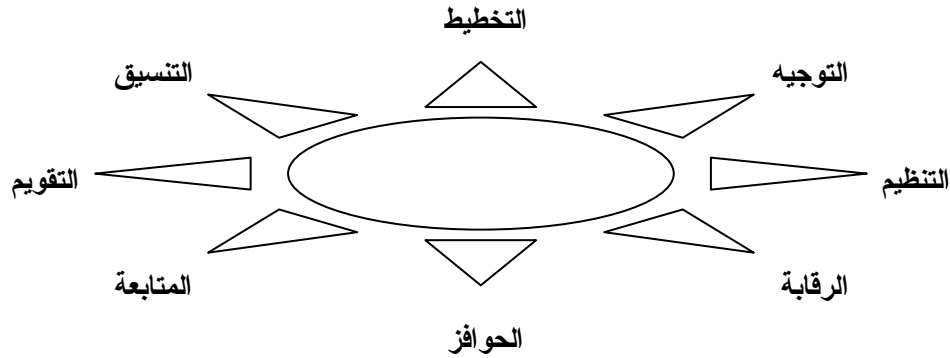 التخطيط
التوجيه
التنسيق
التنظيم
التقويم
الرقابة
المتابعة
الحوافز